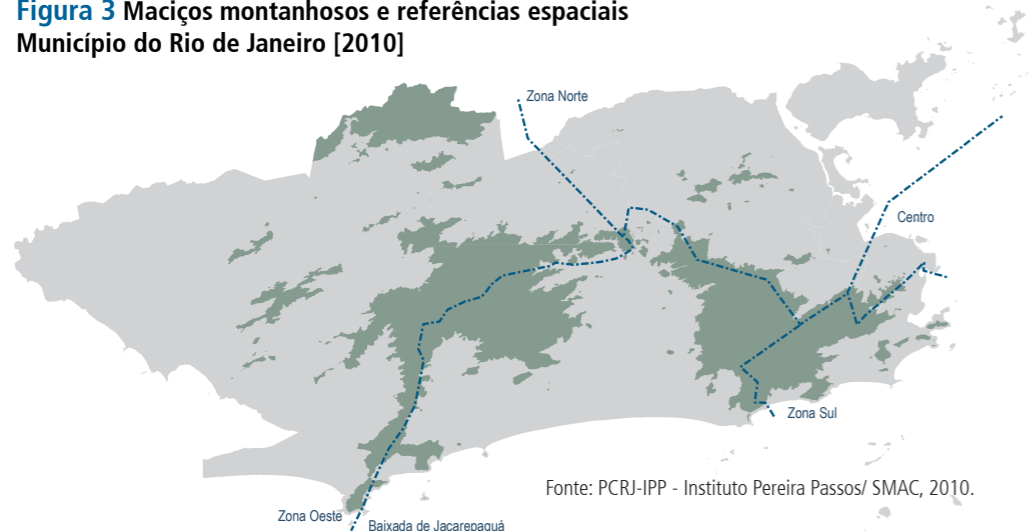 Figura 3 Maciços montanhosos e referências espaciais
Município do Rio de Janeiro [2010]
Zona Norte
Centro
Zona Sul
Fonte: PCRJ-IPP - Instituto Pereira Passos/ SMAC, 2010.
Zona Oeste
Baixada de Jacarepaguá